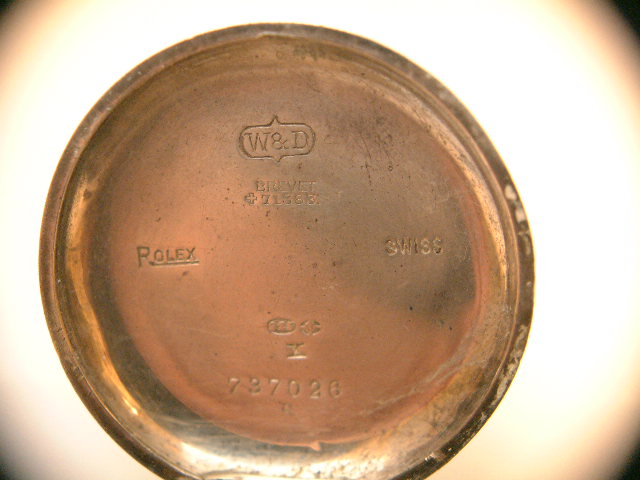 W&D
BREVET
ROLEX
SWISS
737026